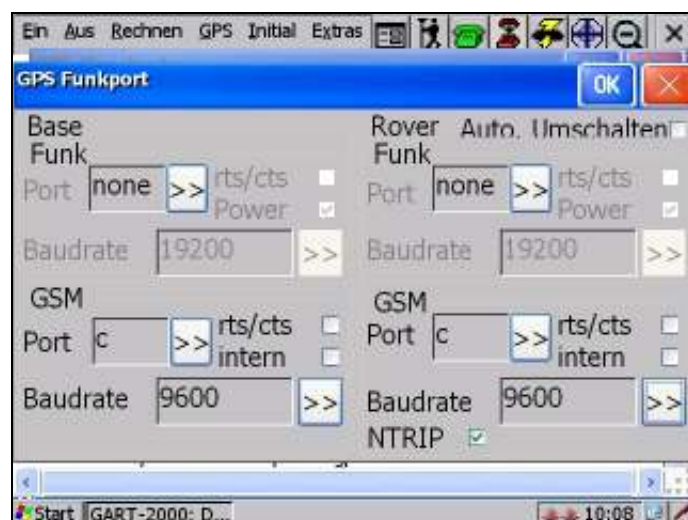 Ein Aus Rechnen GPS Initial Extras
GPS Funkport OK
Base
Funk
Port none >> rts/cts
Power
Baudrate 19200 >>
GSM
Port c >> rts/cts
intern
Baudrate 9600 >>
Rover Auto. Umschalten
Funk
Port none >> rts/cts
Power
Baudrate 19200 >>
GSM
Port c >> rts/cts
intern
Baudrate 9600 >>
NTRIP
Start GART-2000: D... 10:08